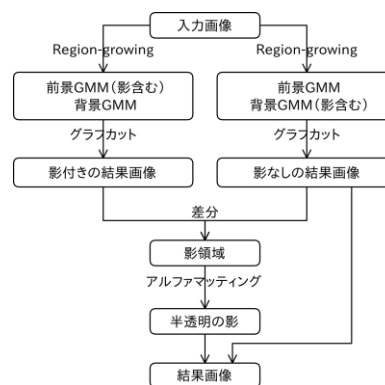 入力画像
Region-growing
Region-growing
前景GMM(影含む)
背景GMM
前景GMM
背景GMM(影含む)
グラフカット
グラフカット
影付きの結果画像
影なしの結果画像
差分
影領域
アルファマッティング
半透明の影
結果画像